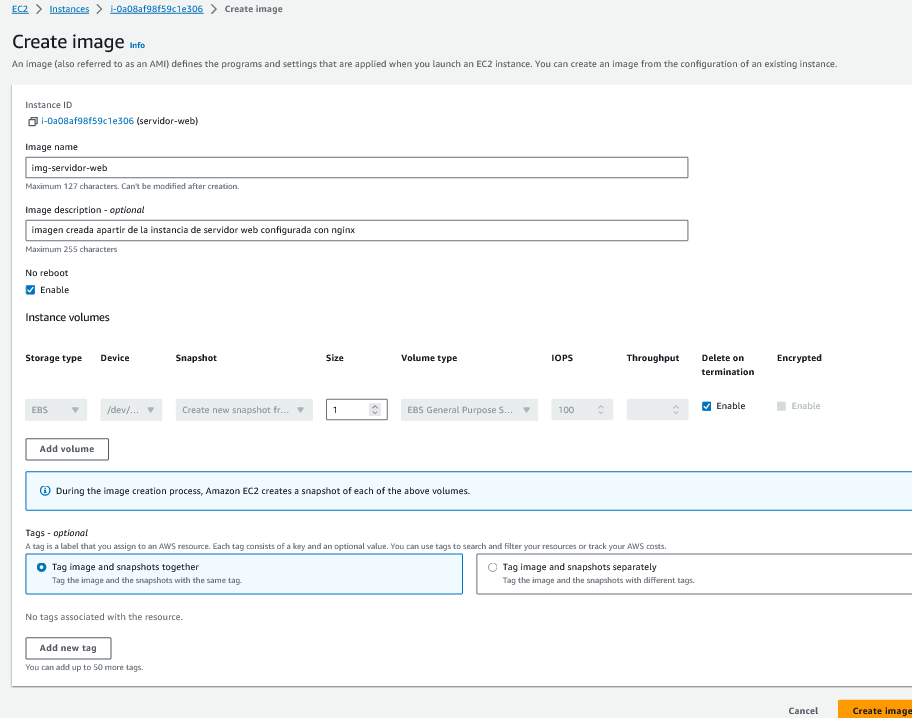 EC2 > Instances > i-0a08af98f59c1e306 > Create image
Create image Info
An image (also referred to as an AMI) defines the programs and settings that are applied when you launch an EC2 instance. You can create an image from the configuration of an existing instance.
Instance ID
i-0a08af98f59c1e306 (servidor-web)
Image name
img-servidor-web
Maximum 127 characters. Can't be modified after creation.
Image description - optional
imagen creada apartir de la instancia de servidor web configurada con nginx
Maximum 255 characters
No reboot
Enable
Instance volumes
Storage type Device Snapshot Size Volume type IOPS Throughput Delete on termination Encrypted
EBS /dev/... Create new snapshot fr... 1 EBS General Purpose S... 100 Enable Enable
Add volume
During the image creation process, Amazon EC2 creates a snapshot of each of the above volumes.
Tags - optional
A tag is a label that you assign to an AWS resource. Each tag consists of a key and an optional value. You can use tags to search and filter your resources or track your AWS costs.
Tag image and snapshots together
Tag the image and the snapshots with the same tag.
Tag image and snapshots separately
Tag the image and the snapshots with different tags.
No tags associated with the resource.
Add new tag
You can add up to 50 more tags.
Cancel Create image